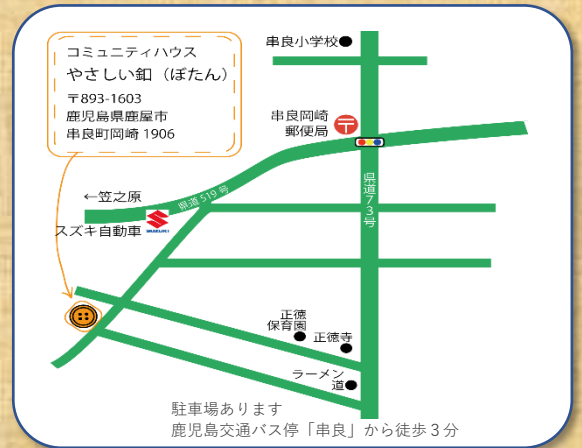 コミュニティハウス
やさしい釦（ぼたん）
〒893-1603
鹿児島県鹿屋市
串良町岡崎 1906
串良小学校
串良岡崎
郵便局
〒
県道73号
県道519号
←笠之原
スズキ自動車
SUZUKI
正徳
保育園
正徳寺
ラーメン
道
駐車場あります
鹿児島交通バス停「串良」から徒歩３分